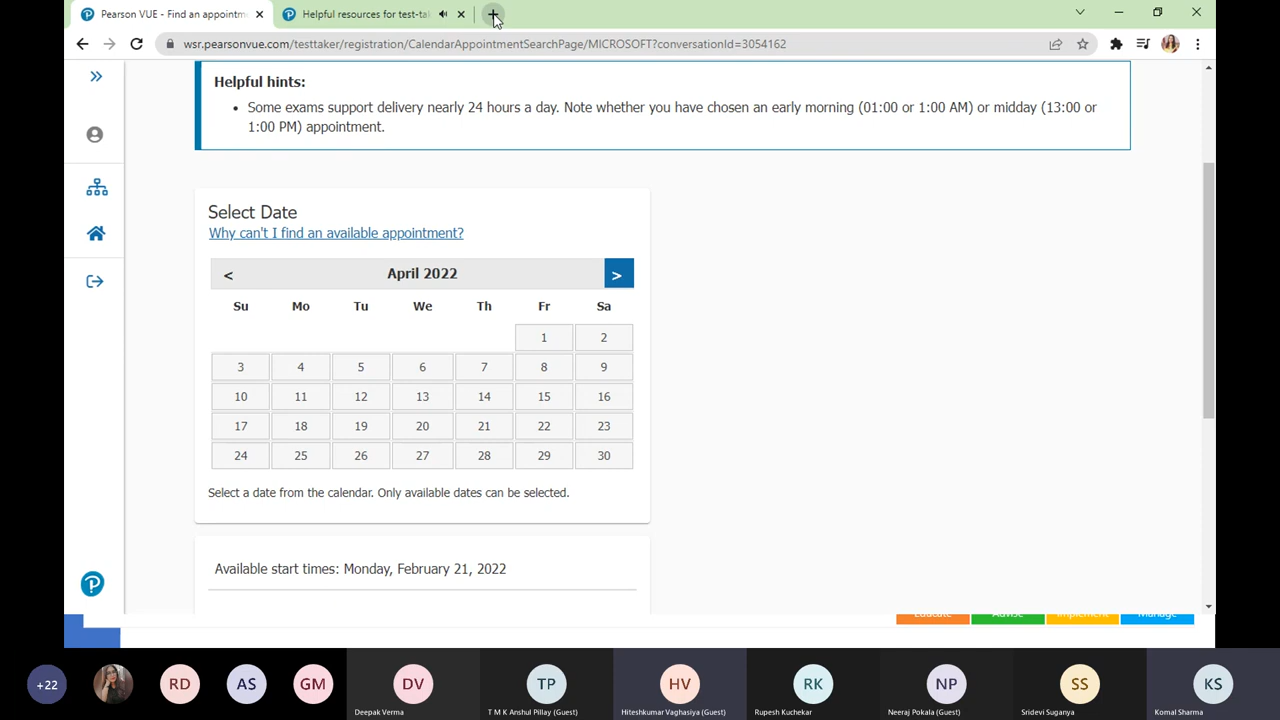 Pearson VUE - Find an appointm
Helpful resources for test-ta
wsr.pearsonvue.com/testtaker/registration/CalendarAppointmentSearchPage/MICROSOFT?conversationId=3054162
Helpful hints:
Some exams support delivery nearly 24 hours a day. Note whether you have chosen an early morning (01:00 or 1:00 AM) or midday (13:00 or
1:00 PM) appointment.
Select Date
Why can't I find an available appointment?
< April 2022 >
Su Mo Tu We Th Fr Sa
1 2
3 4 5 6 7 8 9
10 11 12 13 14 15 16
17 18 19 20 21 22 23
24 25 26 27 28 29 30
Select a date from the calendar. Only available dates can be selected.
Available start times: Monday, February 21, 2022
Educate Advise Implement Manage
+22 RD AS GM DV TP HV RK NP SS KS
Deepak Verma T M K Anshul Pillay (Guest) Hiteshkumar Vaghasiya (Guest) Rupesh Kuchekar Neeraj Pokala (Guest) Sridevi Suganya Komal Sharma